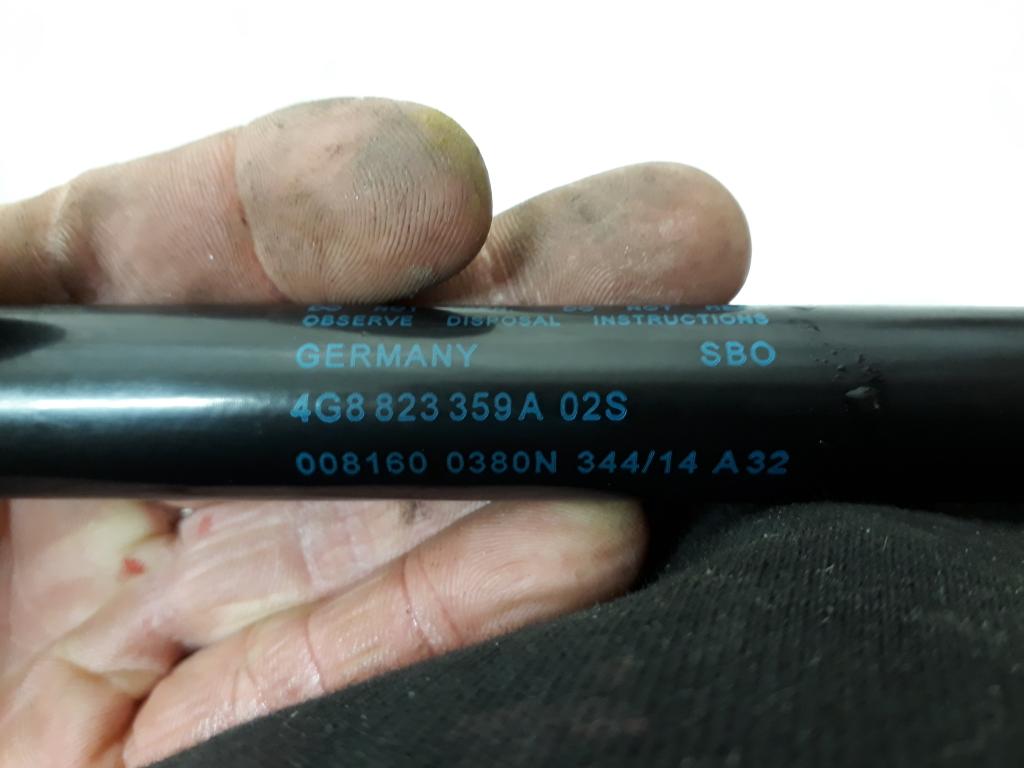 OBSERVE DISPOSAL INSTRUCTIONS
GERMANY SBO
4G8 823 359A 02S
008160 0380N 344/14 A32